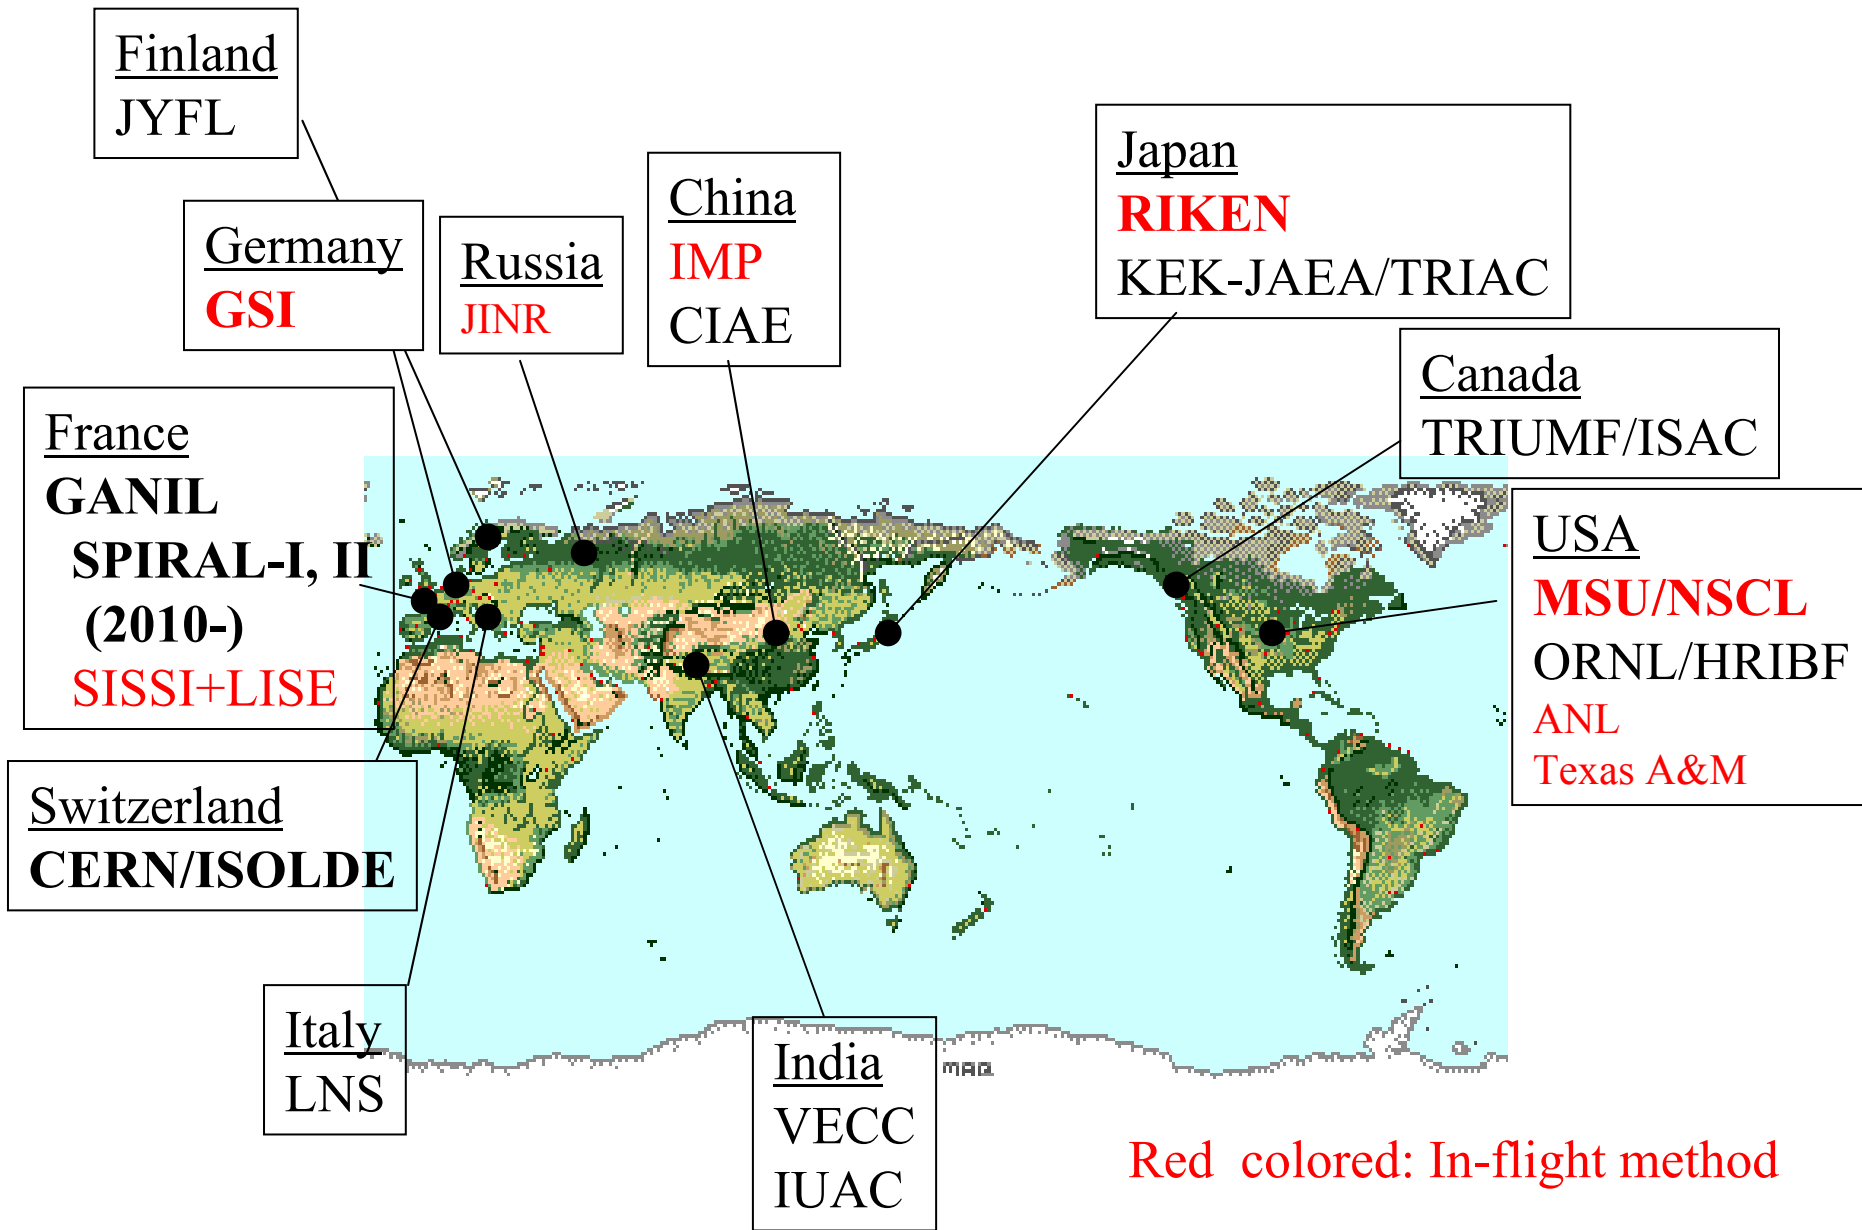 Finland
JYFL
Germany
GSI
Russia
JINR
China
IMP
CIAE
Japan
RIKEN
KEK-JAEA/TRIAC
Canada
TRIUMF/ISAC
France
GANIL
SPIRAL-I, II
(2010-)
SISSI+LISE
USA
MSU/NSCL
ORNL/HRIBF
ANL
Texas A&M
Switzerland
CERN/ISOLDE
Italy
LNS
India
VECC
IUAC
Red colored: In-flight method